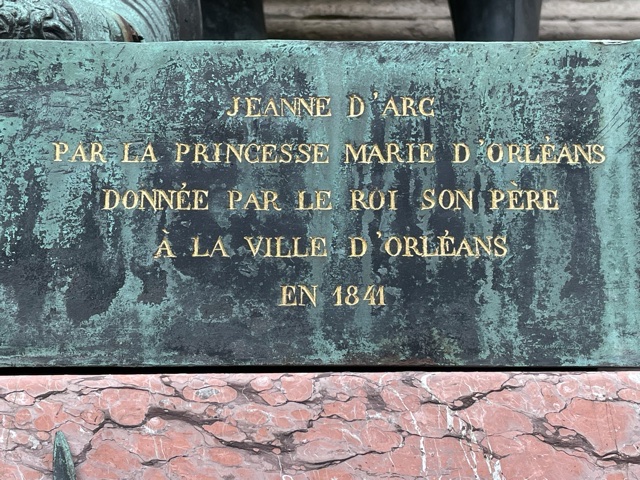 JEANNE D'ARC
PAR LA PRINCESSE MARIE D'ORLÉANS
DONNÉE PAR LE ROI SON PÈRE
À LA VILLE D'ORLÉANS
EN 1841